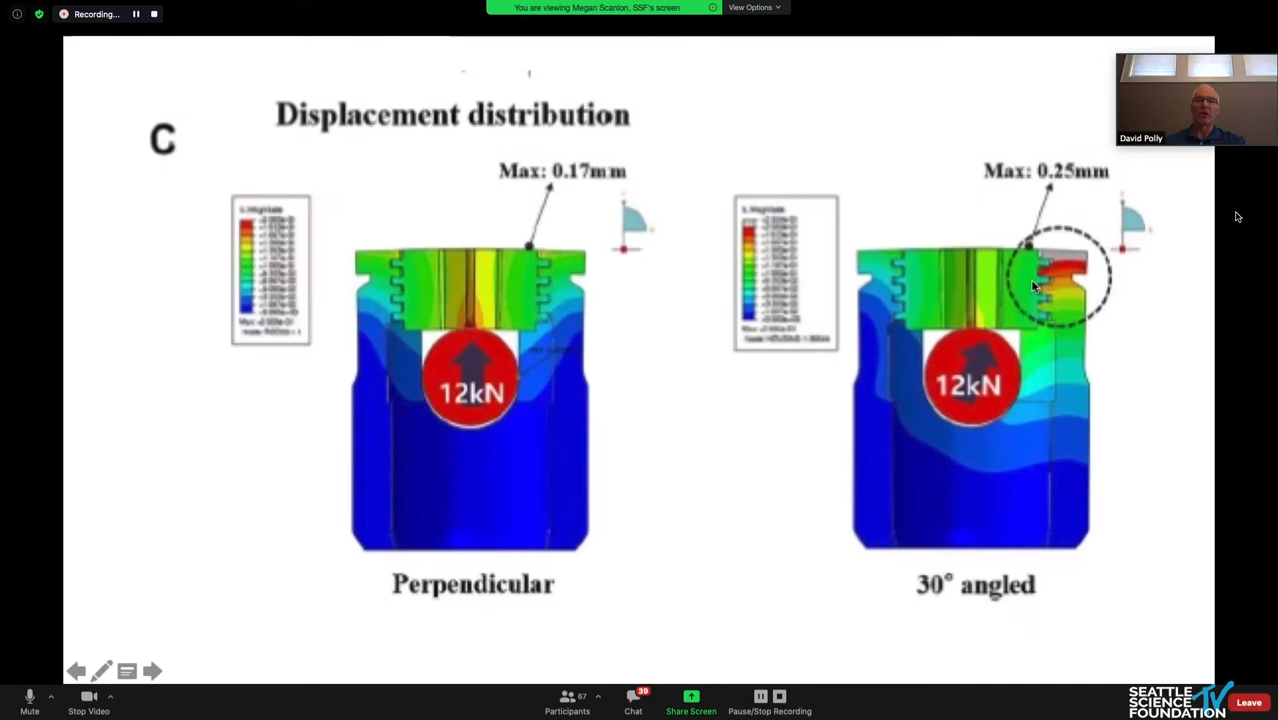 Recording...
You are viewing Megan Scanlon, SSF's screen
View Options
David Polly
Displacement distribution
C
Max: 0.17mm
Max: 0.25mm
12kN
12kN
Perpendicular
30° angled
Mute
Stop Video
67
Participants
39
Chat
Share Screen
Pause/Stop Recording
SEATTLE
SCIENCE
FOUNDATION
TV
Leave